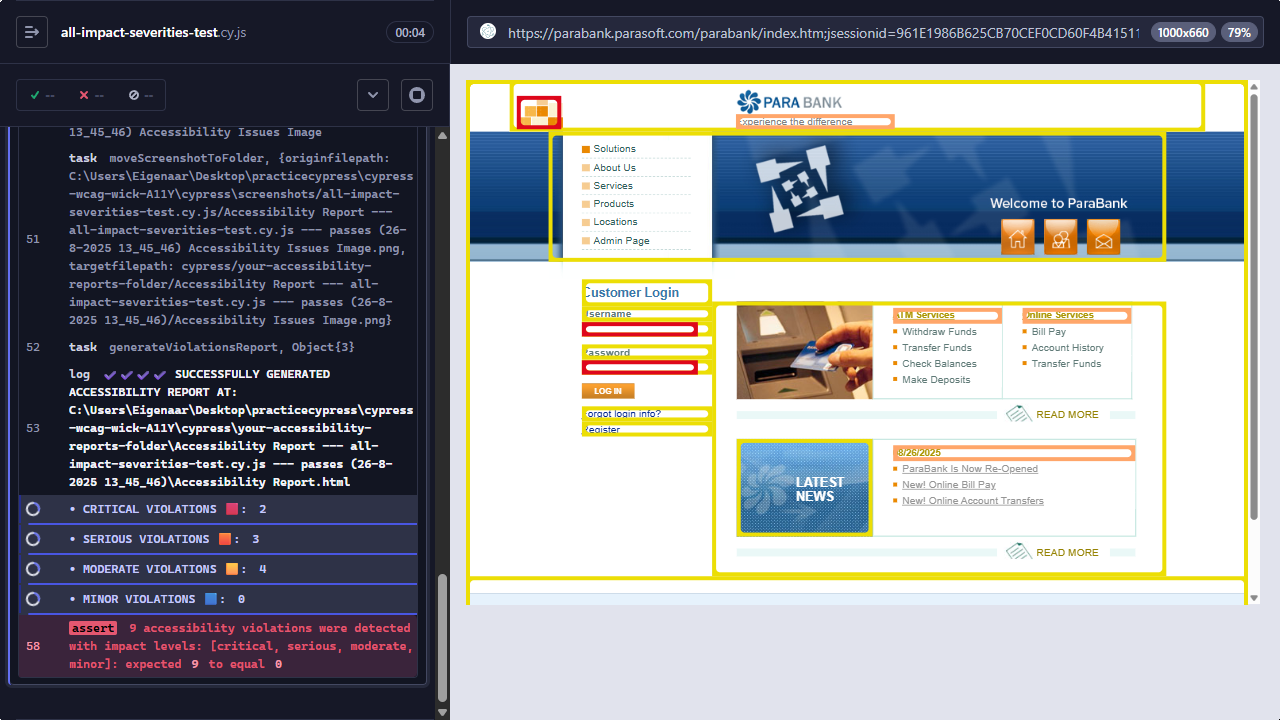 all-impact-severities-test.cy.js
00:04
--
--
--
https://parabank.parasoft.com/parabank/index.htm;jsessionid=961E1986B625CB70CEF0CD60F4B41511
1000x660
79%
13_45_46) Accessibility Issues Image
51
task moveScreenshotToFolder, {originfilepath:
C:\Users\Eigenaar\Desktop\practicecypress\cypress
-wcag-wick-A11Y\cypress\screenshots/all-impact-
severities-test.cy.js/Accessibility Report ---
all-impact-severities-test.cy.js --- passes (26-
8-2025 13_45_46) Accessibility Issues Image.png,
targetfilepath: cypress/your-accessibility-
reports-folder/Accessibility Report --- all-
impact-severities-test.cy.js --- passes (26-8-
2025 13_45_46)/Accessibility Issues Image.png}
52
task generateViolationsReport, Object{3}
53
log ✔ ✔ ✔ ✔ SUCCESSFULLY GENERATED
ACCESSIBILITY REPORT AT:
C:\Users\Eigenaar\Desktop\practicecypress\cypress
-wcag-wick-A11Y\cypress\your-accessibility-
reports-folder\Accessibility Report --- all-
impact-severities-test.cy.js --- passes (26-8-
2025 13_45_46)\Accessibility Report.html
• CRITICAL VIOLATIONS 🟥: 2
• SERIOUS VIOLATIONS 🟧: 3
• MODERATE VIOLATIONS 🟨: 4
• MINOR VIOLATIONS 🟦: 0
58
assert 9 accessibility violations were detected
with impact levels: [critical, serious, moderate,
minor]: expected 9 to equal 0
PARA BANK
Experience the difference
Solutions
About Us
Services
Products
Locations
Admin Page
Welcome to ParaBank
Customer Login
Username
Password
LOG IN
Forgot login info?
Register
ATM Services
Withdraw Funds
Transfer Funds
Check Balances
Make Deposits
Online Services
Bill Pay
Account History
Transfer Funds
READ MORE
LATEST
NEWS
8/26/2025
ParaBank Is Now Re-Opened
New! Online Bill Pay
New! Online Account Transfers
READ MORE